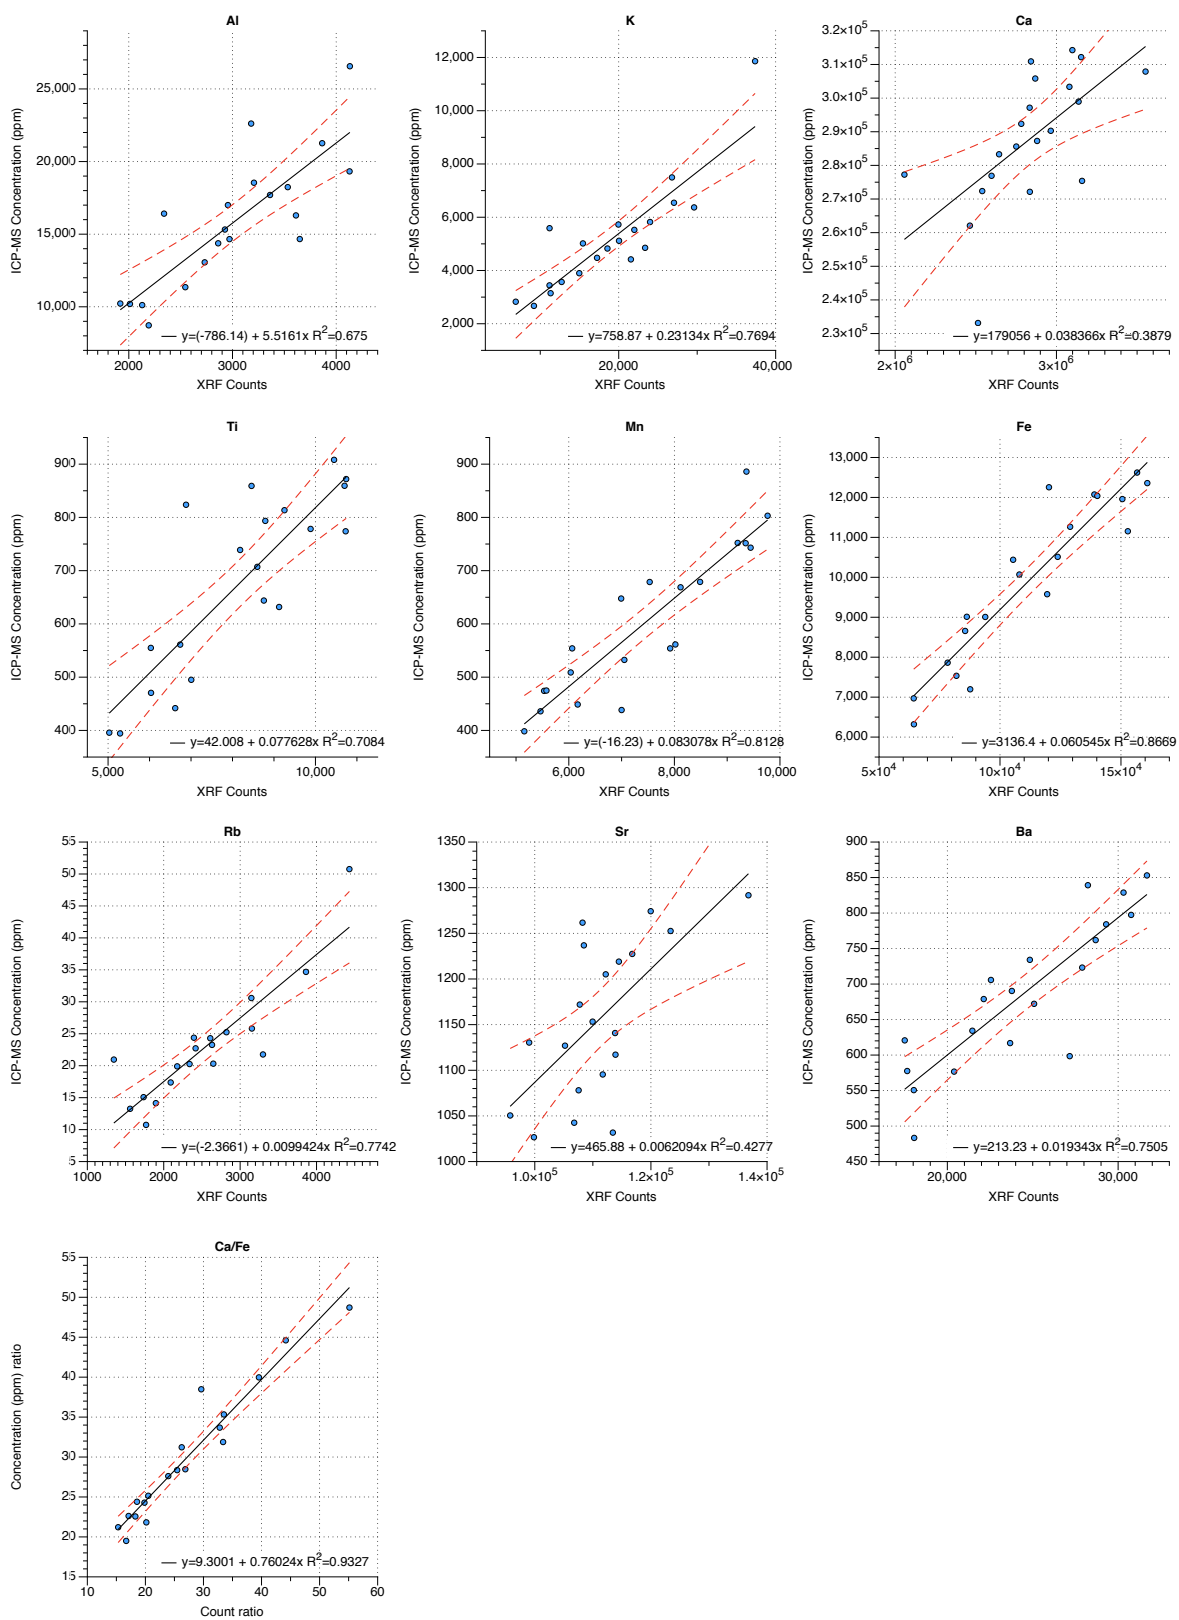 Al
ICP-MS Concentration (ppm)
25,000
20,000
15,000
10,000
y=(-786.14) + 5.5161x R²=0.675
2000 3000 4000
XRF Counts
K
ICP-MS Concentration (ppm)
12,000
10,000
8,000
6,000
4,000
2,000
y=758.87 + 0.23134x R²=0.7694
20,000 40,000
XRF Counts
Ca
ICP-MS Concentration (ppm)
3.2×10⁵
3.1×10⁵
3.0×10⁵
2.9×10⁵
2.8×10⁵
2.7×10⁵
2.6×10⁵
2.5×10⁵
2.4×10⁵
2.3×10⁵
y=179056 + 0.038366x R²=0.3879
2×10⁶ 3×10⁶
XRF Counts
Ti
ICP-MS Concentration (ppm)
900
800
700
600
500
400
y=42.008 + 0.077628x R²=0.7084
5,000 10,000
XRF Counts
Mn
ICP-MS Concentration (ppm)
900
800
700
600
500
400
y=(-16.23) + 0.083078x R²=0.8128
6,000 8,000 10,000
XRF Counts
Fe
ICP-MS Concentration (ppm)
13,000
12,000
11,000
10,000
9,000
8,000
7,000
6,000
y=3136.4 + 0.060545x R²=0.8669
5×10⁴ 10×10⁴ 15×10⁴
XRF Counts
Rb
ICP-MS Concentration (ppm)
55
50
45
40
35
30
25
20
15
10
5
y=(-2.3661) + 0.0099424x R²=0.7742
1000 2000 3000 4000
XRF Counts
Sr
ICP-MS Concentration (ppm)
1350
1300
1250
1200
1150
1100
1050
1000
y=465.88 + 0.0062094x R²=0.4277
1.0×10⁵ 1.2×10⁵ 1.4×10⁵
XRF Counts
Ba
ICP-MS Concentration (ppm)
900
850
800
750
700
650
600
550
500
450
y=213.23 + 0.019343x R²=0.7505
20,000 30,000
XRF Counts
Ca/Fe
Concentration (ppm) ratio
55
50
45
40
35
30
25
20
15
y=9.3001 + 0.76024x R²=0.9327
10 20 30 40 50 60
Count ratio